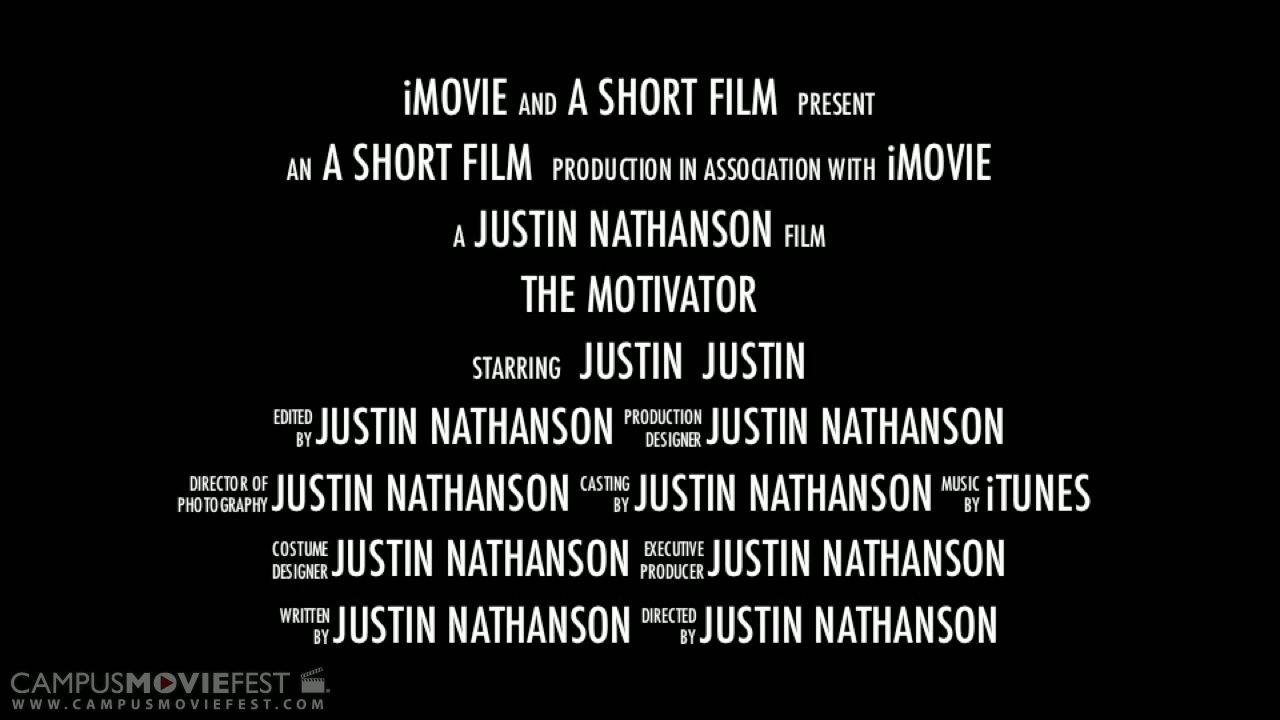 iMOVIE AND A SHORT FILM PRESENT
AN A SHORT FILM PRODUCTION IN ASSOCIATION WITH iMOVIE
A JUSTIN NATHANSON FILM
THE MOTIVATOR
STARRING JUSTIN JUSTIN
EDITED BY JUSTIN NATHANSON PRODUCTION DESIGNER JUSTIN NATHANSON
DIRECTOR OF PHOTOGRAPHY JUSTIN NATHANSON CASTING BY JUSTIN NATHANSON MUSIC BY iTUNES
COSTUME DESIGNER JUSTIN NATHANSON EXECUTIVE PRODUCER JUSTIN NATHANSON
WRITTEN BY JUSTIN NATHANSON DIRECTED BY JUSTIN NATHANSON
CAMPUSMOVIEFEST
WWW.CAMPUSMOVIEFEST.COM